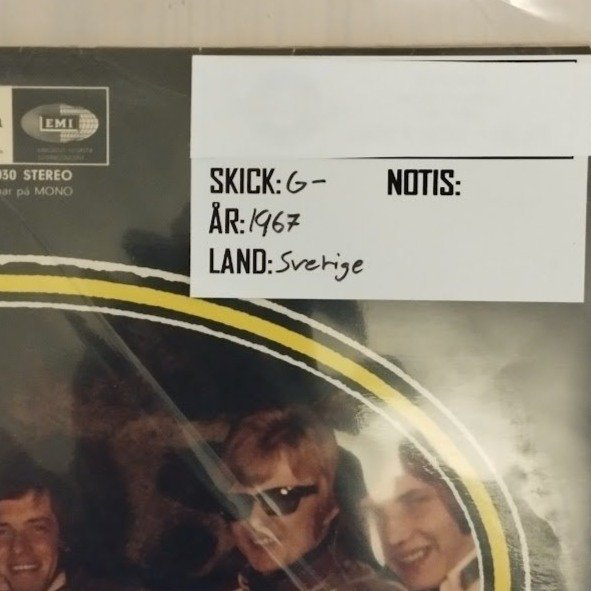 EMI
030 STEREO
ar på MONO
SKICK: G- NOTIS:
ÅR: 1967
LAND: Sverige